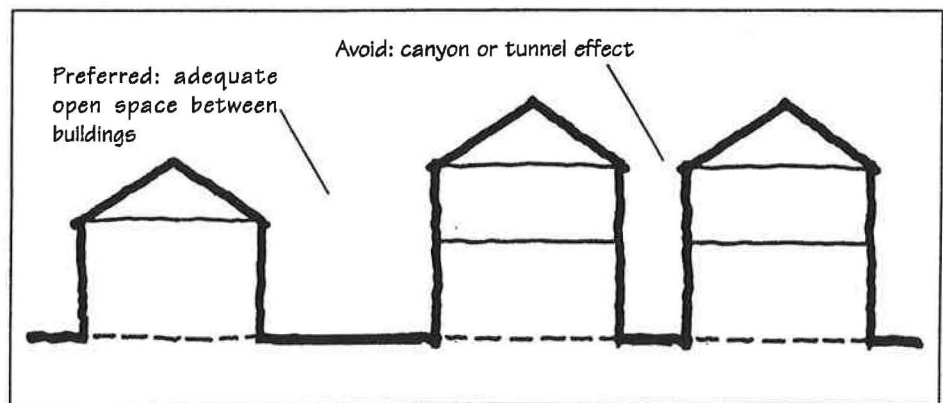 Preferred: adequate
open space between
buildings
Avoid: canyon or tunnel effect